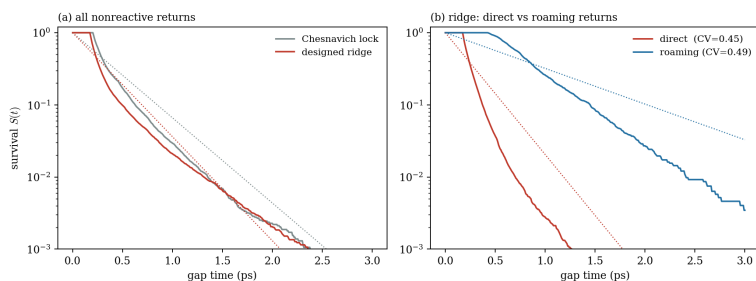 (a) all nonreactive returns
(b) ridge: direct vs roaming returns
Chesnavich lock
designed ridge
direct (CV=0.45)
roaming (CV=0.49)
survival S(t)
10⁰
10⁻¹
10⁻²
10⁻³
0.0 0.5 1.0 1.5 2.0 2.5 3.0
gap time (ps)
10⁰
10⁻¹
10⁻²
10⁻³
0.0 0.5 1.0 1.5 2.0 2.5 3.0
gap time (ps)